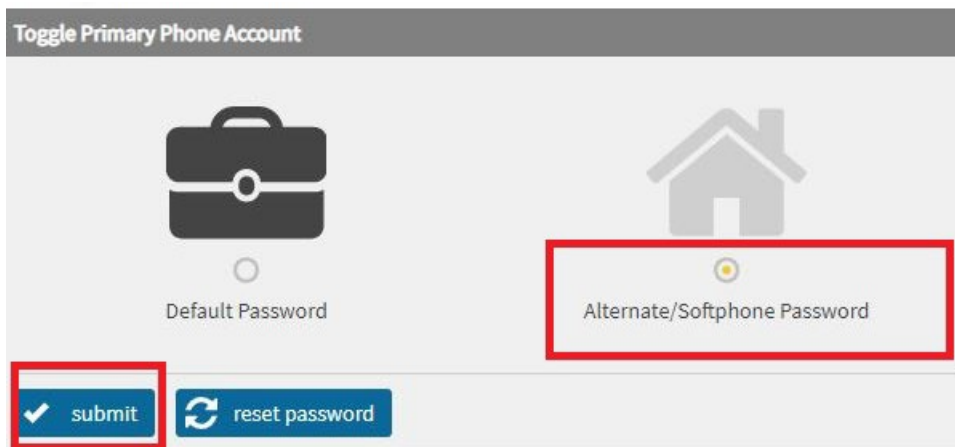 Toggle Primary Phone Account
Default Password
Alternate/Softphone Password
submit
reset password